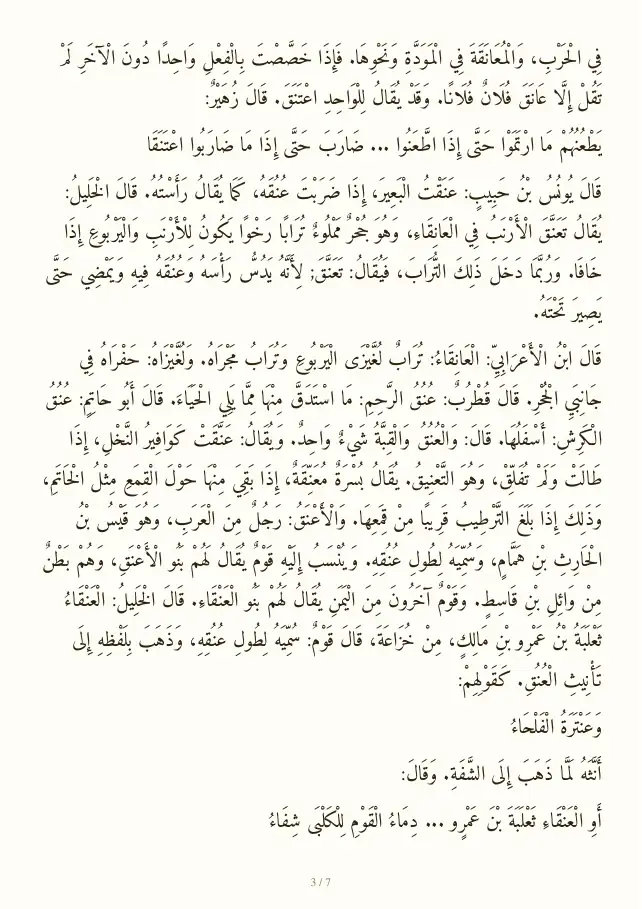 فِي الْحَرْبِ، وَالْمُعَانَقَةَ فِي الْمَوَدَّةِ وَنَحْوِهَا. فَإِذَا خَصَّصْتَ بِالْفِعْلِ وَاحِدًا دُونَ الْآخَرِ لَمْ
تَقُلْ إِلَّا عَانَقَ فُلَانٌ فُلَانًا. وَقَدْ يُقَالُ لِلْوَاحِدِ اعْتَنَقَ. قَالَ زُهَيْرٌ:
يَطْعُنُهُمْ مَا ارْتَمَوْا حَتَّى إِذَا اطَّعَنُوا ... ضَارَبَ حَتَّى إِذَا مَا ضَارَبُوا اعْتَنَقَا
قَالَ يُونُسُ بْنُ حَبِيبٍ: عَنَقْتُ الْبَعِيرَ، إِذَا ضَرَبْتَ عُنُقَهُ، كَمَا يُقَالُ رَأَسْتُهُ. قَالَ الْخَلِيلُ:
يُقَالُ تَعَنَّقَ الْأَرْنَبُ فِي الْعَانِقَاءِ، وَهُوَ جُحْرٌ مَمْلُوءٌ تُرَابًا رَخْوًا يَكُونُ لِلْأَرْنَبِ وَالْيَرْبُوعِ إِذَا
خَافَا. وَرُبَّمَا دَخَلَ ذَلِكَ التُّرَابَ، فَيُقَالُ: تَعَنَّقَ; لِأَنَّهُ يَدُسُّ رَأْسَهُ وَعُنُقَهُ فِيهِ وَيَمْضِي حَتَّى
يَصِيرَ تَحْتَهُ.
قَالَ ابْنُ الْأَعْرَابِيِّ: الْعَانِقَاءُ: تُرَابٌ لُغَّيْزَى الْيَرْبُوعِ وَتُرَابُ مَجْرَاهُ. وَلُغَّيْزَاهُ: حَفْرَاهُ فِي
جَانِبَيِ الْجُحْرِ. قَالَ قُطْرُبٌ: عُنُقُ الرَّحِمِ: مَا اسْتَدَقَّ مِنْهَا مِمَّا يَلِي الْحَيَاءَ. قَالَ أَبُو حَاتِمٍ: عُنُقُ
الْكَرِشِ: أَسْفَلُهَا. قَالَ: وَالْعُنُقُ وَالْقِبَّةُ شَيْءٌ وَاحِدٌ. وَيُقَالُ: عَنَّقَتْ كَوَافِيرُ النَّخْلِ، إِذَا
طَالَتْ وَلَمْ تُفَلِّقْ، وَهُوَ التَّعْنِيقُ. يُقَالُ بُسْرَةٌ مُعَنِّقَةٌ، إِذَا بَقِيَ مِنْهَا حَوْلَ الْقِمَعِ مِثْلُ الْخَاتَمِ،
وَذَلِكَ إِذَا بَلَغَ التَّرْطِيبُ قَرِيبًا مِنْ قَمِعِهَا. وَالْأَعْنَقُ: رَجُلٌ مِنَ الْعَرَبِ، وَهُوَ قَيْسُ بْنُ
الْحَارِثِ بْنِ هَمَّامٍ، وَسُمِّيَهُ لِطُولِ عُنُقِهِ. وَيُنْسَبُ إِلَيْهِ قَوْمٌ يُقَالُ لَهُمْ بَنُو الْأَعْنَقِ، وَهُمْ بَطْنٌ
مِنْ وَائِلِ بْنِ قَاسِطٍ. وَقَوْمٌ آخَرُونَ مِنَ الْيَمَنِ يُقَالُ لَهُمْ بَنُو الْعَنْقَاءِ. قَالَ الْخَلِيلُ: الْعَنْقَاءُ
ثَعْلَبَةُ بْنُ عَمْرِو بْنِ مَالِكٍ، مِنْ خُزَاعَةَ، قَالَ قَوْمٌ: سُمِّيَهُ لِطُولِ عُنُقِهِ، وَذَهَبَ بِلَفْظِهِ إِلَى
تَأْنِيثِ الْعُنُقِ. كَقَوْلِهِمْ:
وَعَنْتَرَةُ الْفَلْحَاءُ
أَنَّثَهُ لَمَّا ذَهَبَ إِلَى الشَّفَةِ. وَقَالَ:
أَوِ الْعَنْقَاءِ ثَعْلَبَةَ بْنَ عَمْرٍو ... دِمَاءُ الْقَوْمِ لِلْكَلْبَى شِفَاءُ
3 / 7